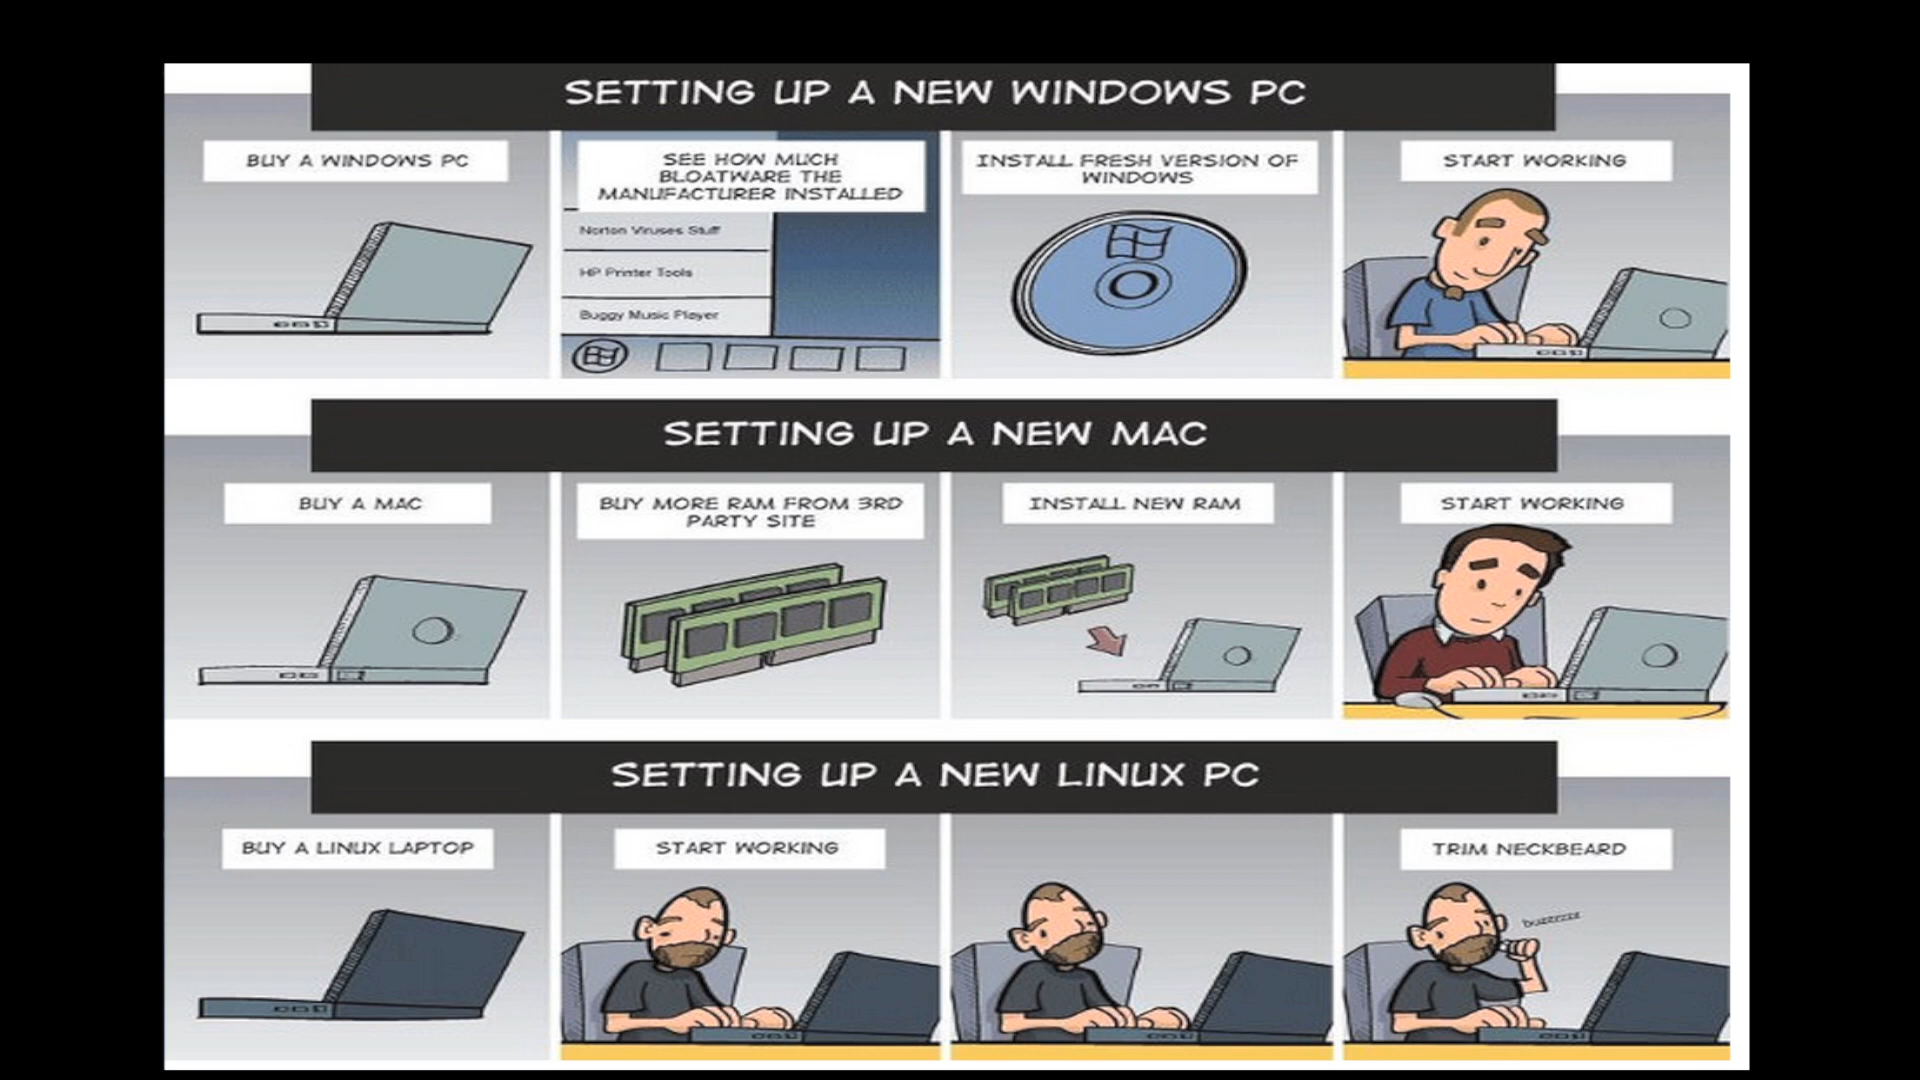 SETTING UP A NEW WINDOWS PC
BUY A WINDOWS PC
SEE HOW MUCH
BLOATWARE THE
MANUFACTURER INSTALLED
Norton Viruses Stuff
HP Printer Tools
Buggy Music Player
INSTALL FRESH VERSION OF
WINDOWS
START WORKING
SETTING UP A NEW MAC
BUY A MAC
BUY MORE RAM FROM 3RD
PARTY SITE
INSTALL NEW RAM
START WORKING
SETTING UP A NEW LINUX PC
BUY A LINUX LAPTOP
START WORKING
TRIM NECKBEARD